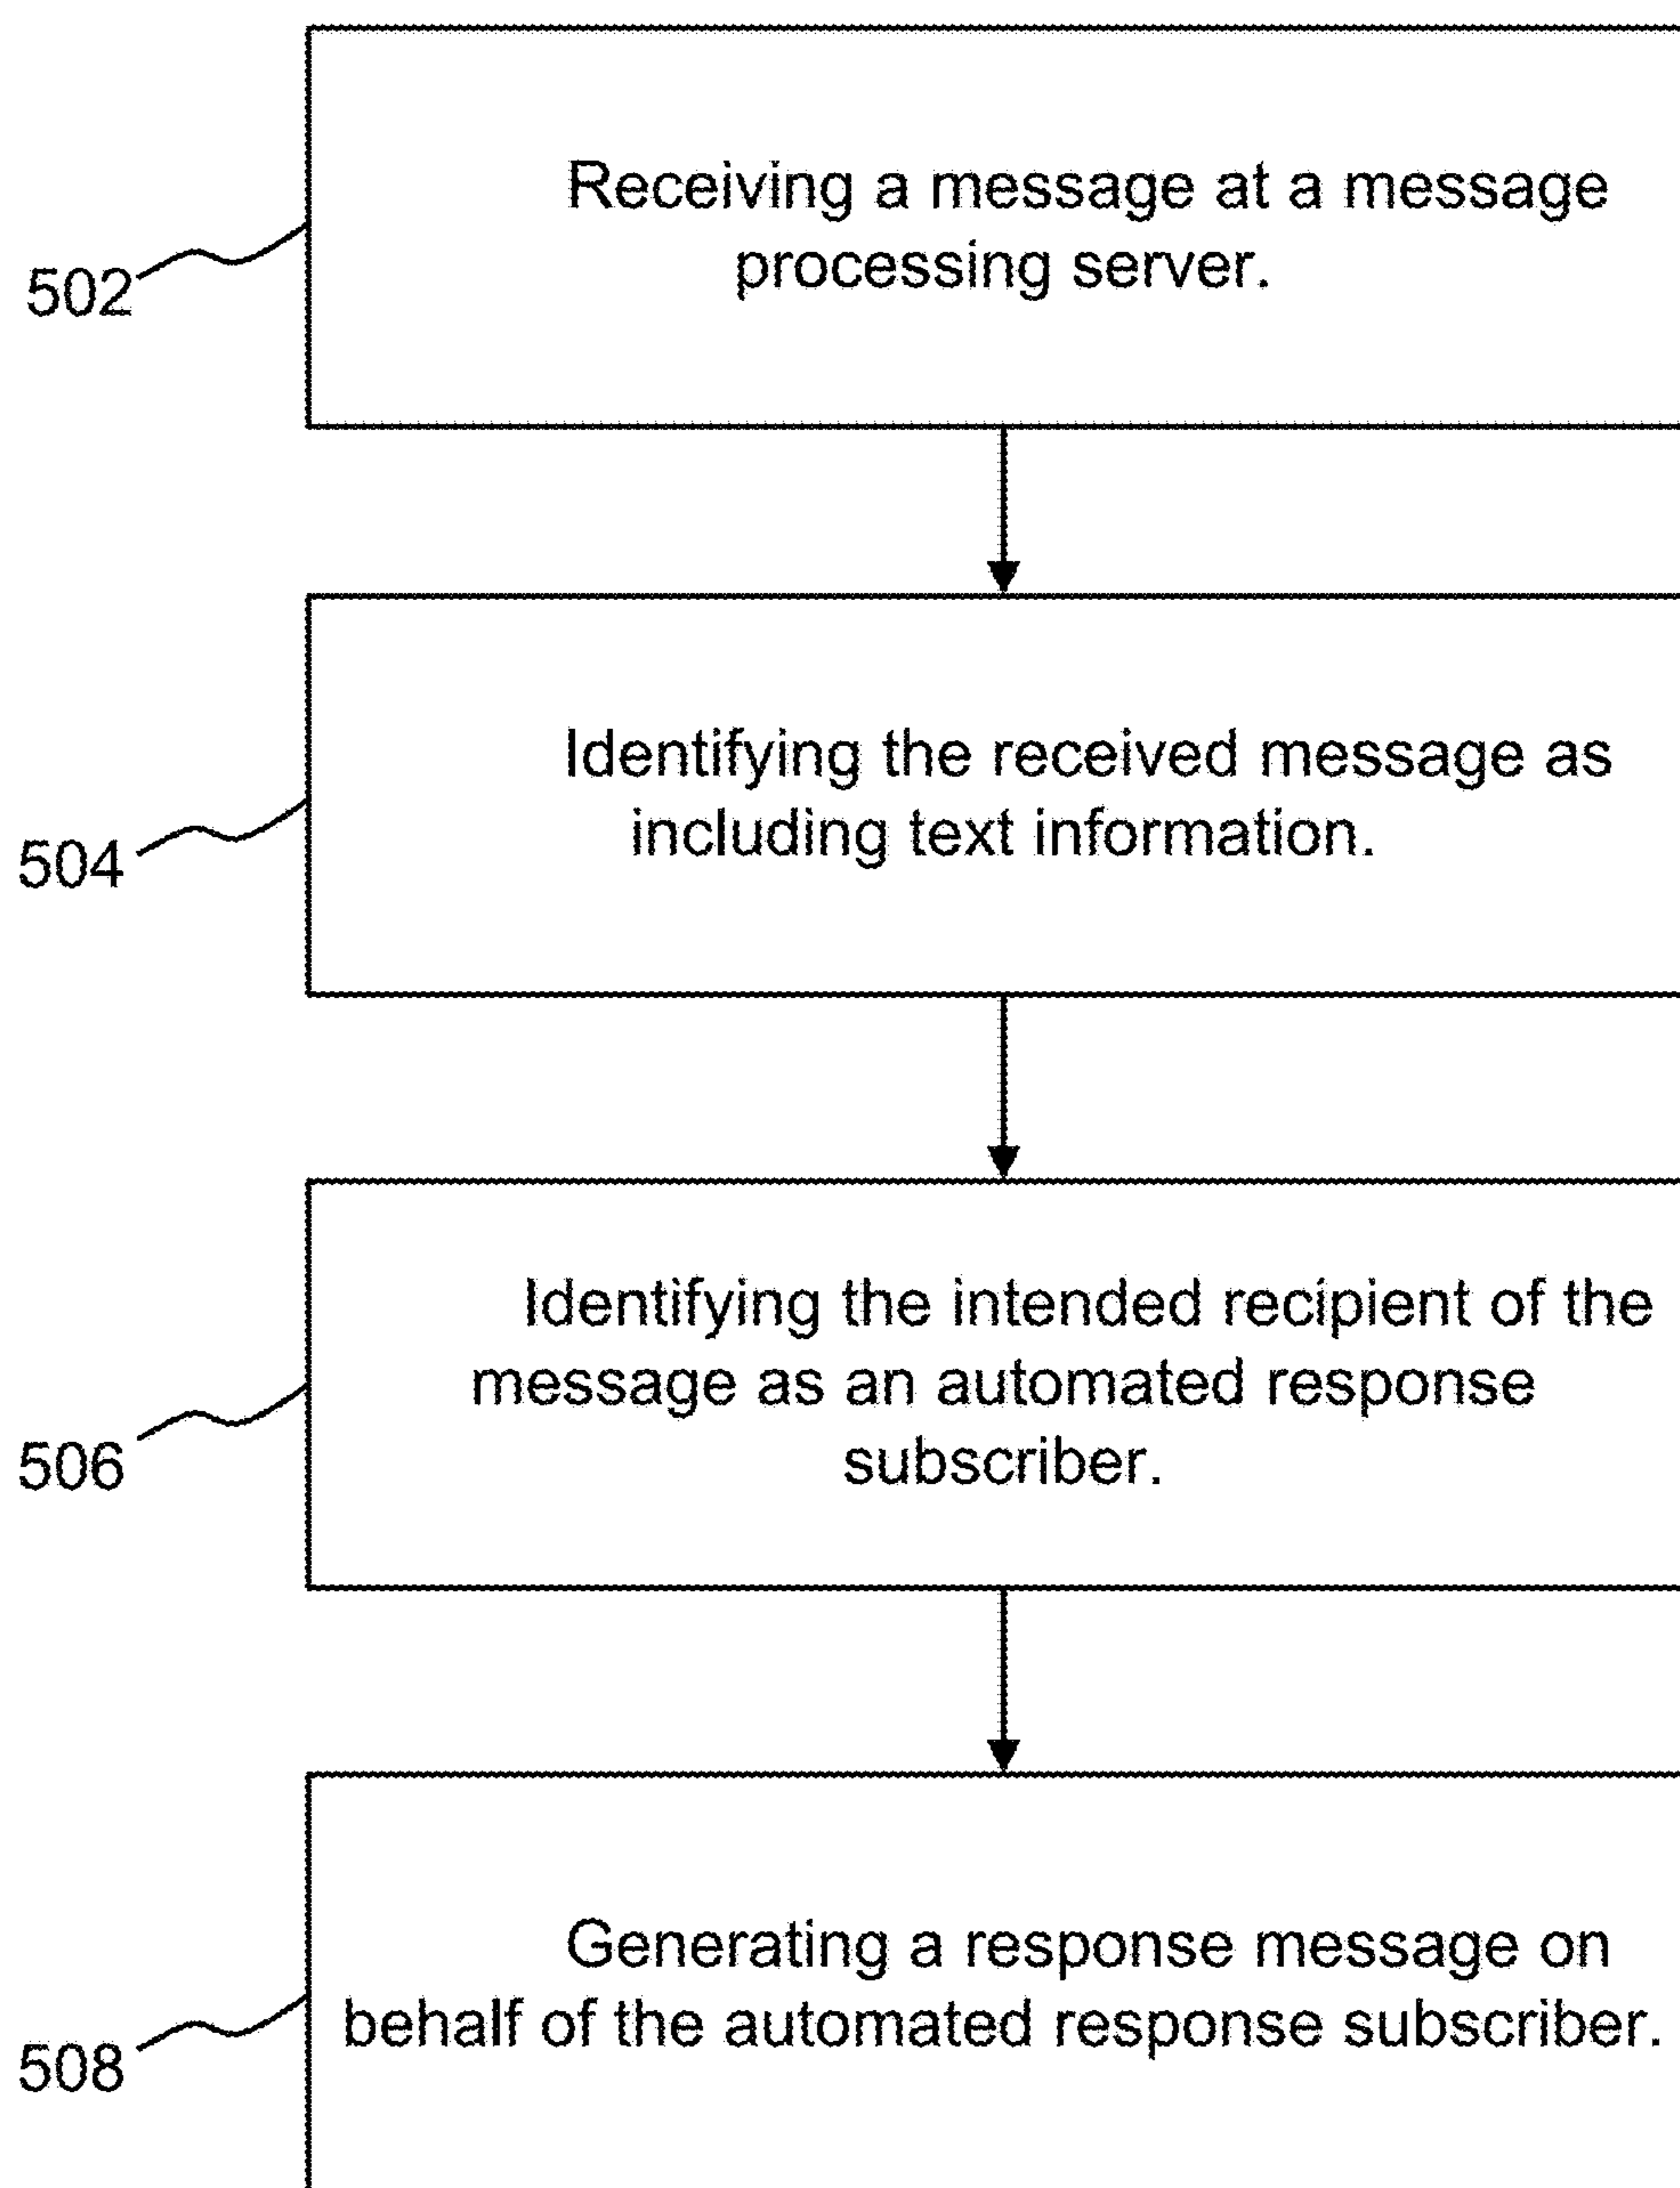 Receiving a message at a message
processing server.
502
Identifying the received message as
including text information.
504
Identifying the intended recipient of the
message as an automated response
subscriber.
506
Generating a response message on
behalf of the automated response subscriber.
508